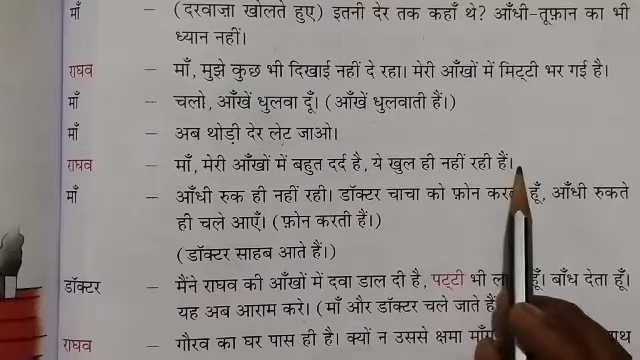 माँ – (दरवाजा खोलते हुए) इतनी देर तक कहाँ थे? आँधी-तूफ़ान का भी
ध्यान नहीं।
राघव – माँ, मुझे कुछ भी दिखाई नहीं दे रहा। मेरी आँखों में मिट्टी भर गई है।
माँ – चलो, आँखें धुलवा दूँ। (आँखें धुलवाती हैं।)
माँ – अब थोड़ी देर लेट जाओ।
राघव – माँ, मेरी आँखों में बहुत दर्द है, ये खुल ही नहीं रही हैं।
माँ – आँधी रुक ही नहीं रही। डॉक्टर चाचा को फ़ोन हूँ, आँधी रुकते
ही चले आएँ। (फ़ोन करती हैं।)
(डॉक्टर साहब आते हैं।)
डॉक्टर – मैंने राघव की आँखों में दवा डाल दी है, पट्टी भी हूँ। बाँध देता हूँ।
यह अब आराम करे। (माँ और डॉक्टर चले जाते
राघव – गौरव का घर पास ही है। क्यों न उससे क्षमा